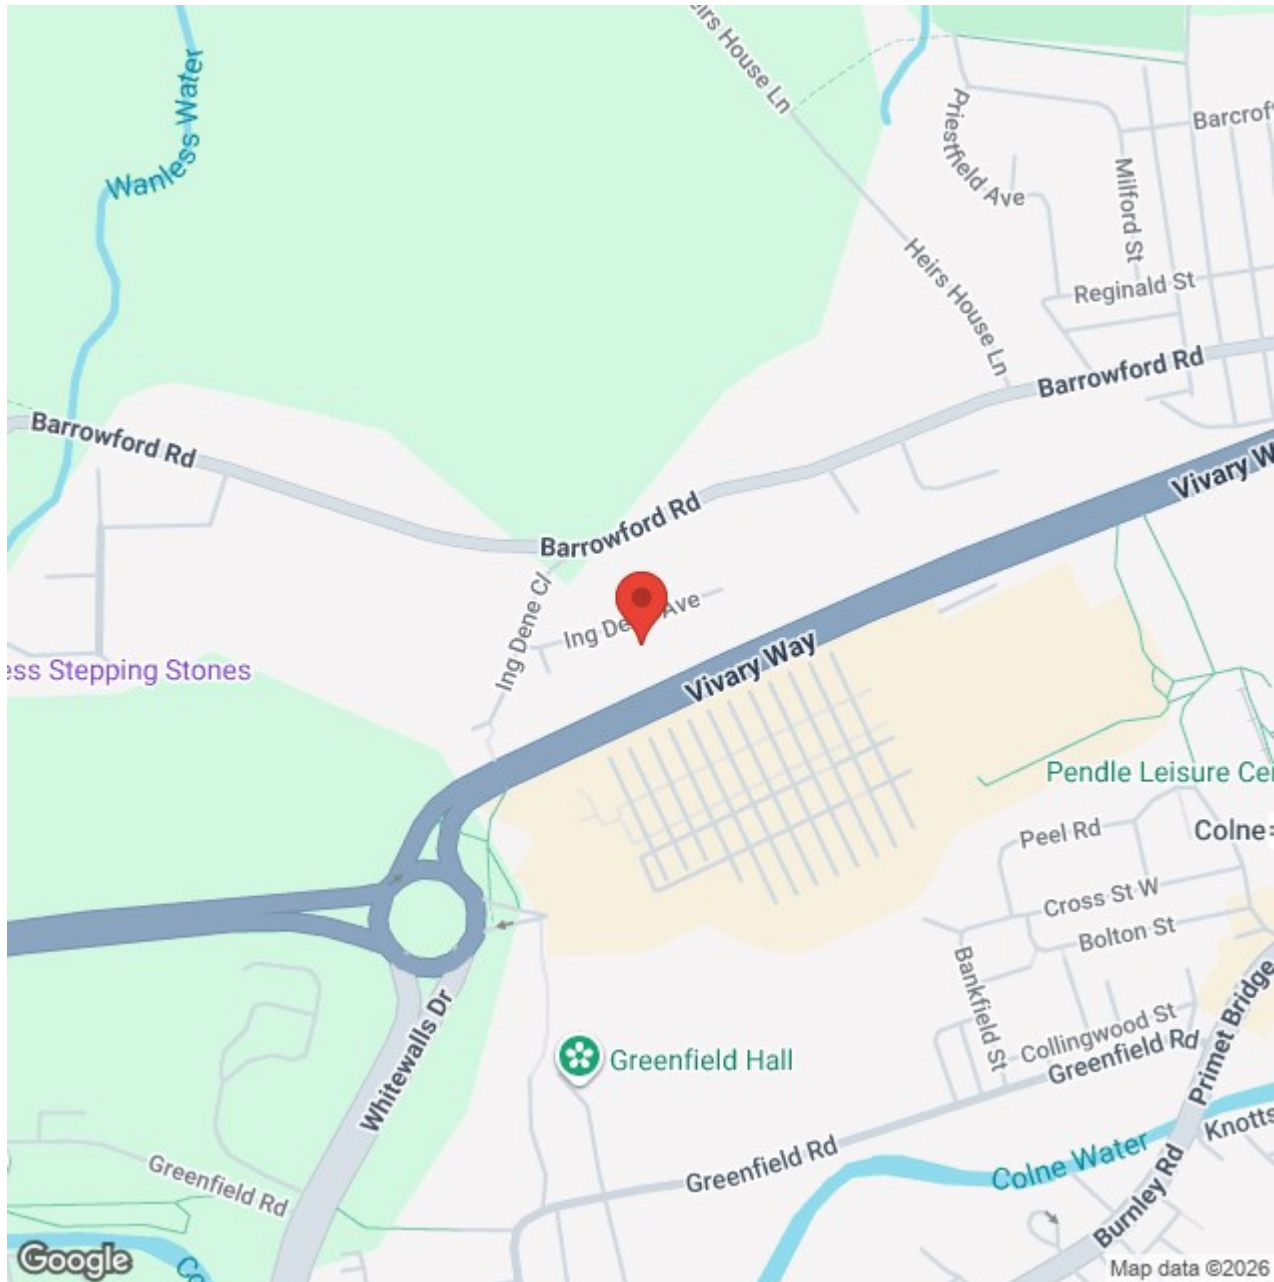 eirs House Ln
Wanless Water
Priestfield Ave
Barcrof
Milford St
Heirs House Ln
Reginald St
Barrowford Rd
Barrowford Rd
Vivary W
Barrowford Rd
Ing Dene Cl
Ing De Ave
ess Stepping Stones
Vivary Way
Pendle Leisure Cer
Peel Rd
Colne
Cross St W
Bolton St
Bankfield St
Collingwood St
Greenfield Rd
Primet Bridge
Whitewalls Dr
Greenfield Hall
Knotts
Colne Water
Greenfield Rd
Greenfield Rd
Burnley Rd
Co
Google
Map data ©2026